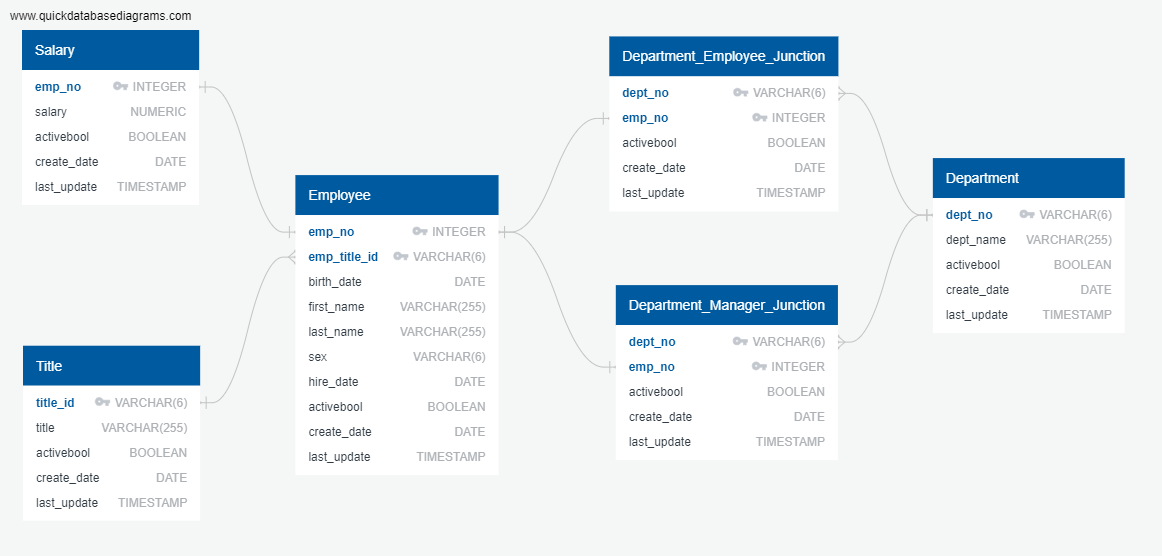 www.quickdatabasediagrams.com
Salary
emp_no INTEGER
salary NUMERIC
activebool BOOLEAN
create_date DATE
last_update TIMESTAMP
Title
title_id VARCHAR(6)
title VARCHAR(255)
activebool BOOLEAN
create_date DATE
last_update TIMESTAMP
Employee
emp_no INTEGER
emp_title_id VARCHAR(6)
birth_date DATE
first_name VARCHAR(255)
last_name VARCHAR(255)
sex VARCHAR(6)
hire_date DATE
activebool BOOLEAN
create_date DATE
last_update TIMESTAMP
Department_Employee_Junction
dept_no VARCHAR(6)
emp_no INTEGER
activebool BOOLEAN
create_date DATE
last_update TIMESTAMP
Department_Manager_Junction
dept_no VARCHAR(6)
emp_no INTEGER
activebool BOOLEAN
create_date DATE
last_update TIMESTAMP
Department
dept_no VARCHAR(6)
dept_name VARCHAR(255)
activebool BOOLEAN
create_date DATE
last_update TIMESTAMP